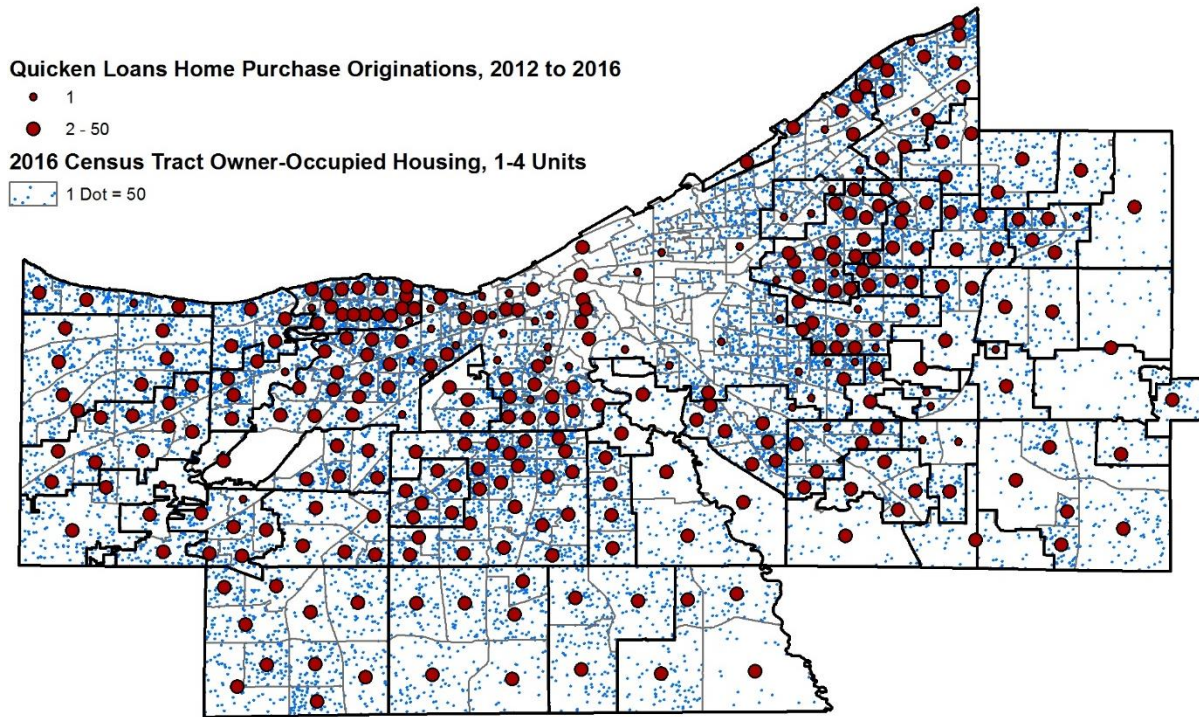 Quicken Loans Home Purchase Originations, 2012 to 2016
1
2 - 50
2016 Census Tract Owner-Occupied Housing, 1-4 Units
1 Dot = 50